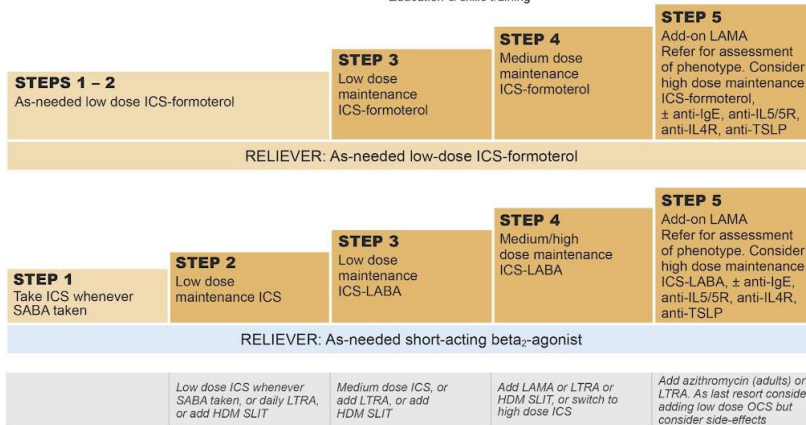 Education & skills training
STEPS 1 – 2
As-needed low dose ICS-formoterol
STEP 3
Low dose
maintenance
ICS-formoterol
STEP 4
Medium dose
maintenance
ICS-formoterol
STEP 5
Add-on LAMA
Refer for assessment
of phenotype. Consider
high dose maintenance
ICS-formoterol,
± anti-IgE, anti-IL5/5R,
anti-IL4R, anti-TSLP
RELIEVER: As-needed low-dose ICS-formoterol
STEP 1
Take ICS whenever
SABA taken
STEP 2
Low dose
maintenance ICS
STEP 3
Low dose
maintenance
ICS-LABA
STEP 4
Medium/high
dose maintenance
ICS-LABA
STEP 5
Add-on LAMA
Refer for assessment
of phenotype. Consider
high dose maintenance
ICS-LABA, ± anti-IgE,
anti-IL5/5R, anti-IL4R,
anti-TSLP
RELIEVER: As-needed short-acting beta₂-agonist
Low dose ICS whenever
SABA taken, or daily LTRA,
or add HDM SLIT
Medium dose ICS, or
add LTRA, or add
HDM SLIT
Add LAMA or LTRA or
HDM SLIT, or switch to
high dose ICS
Add azithromycin (adults) or
LTRA. As last resort consider
adding low dose OCS but
consider side-effects